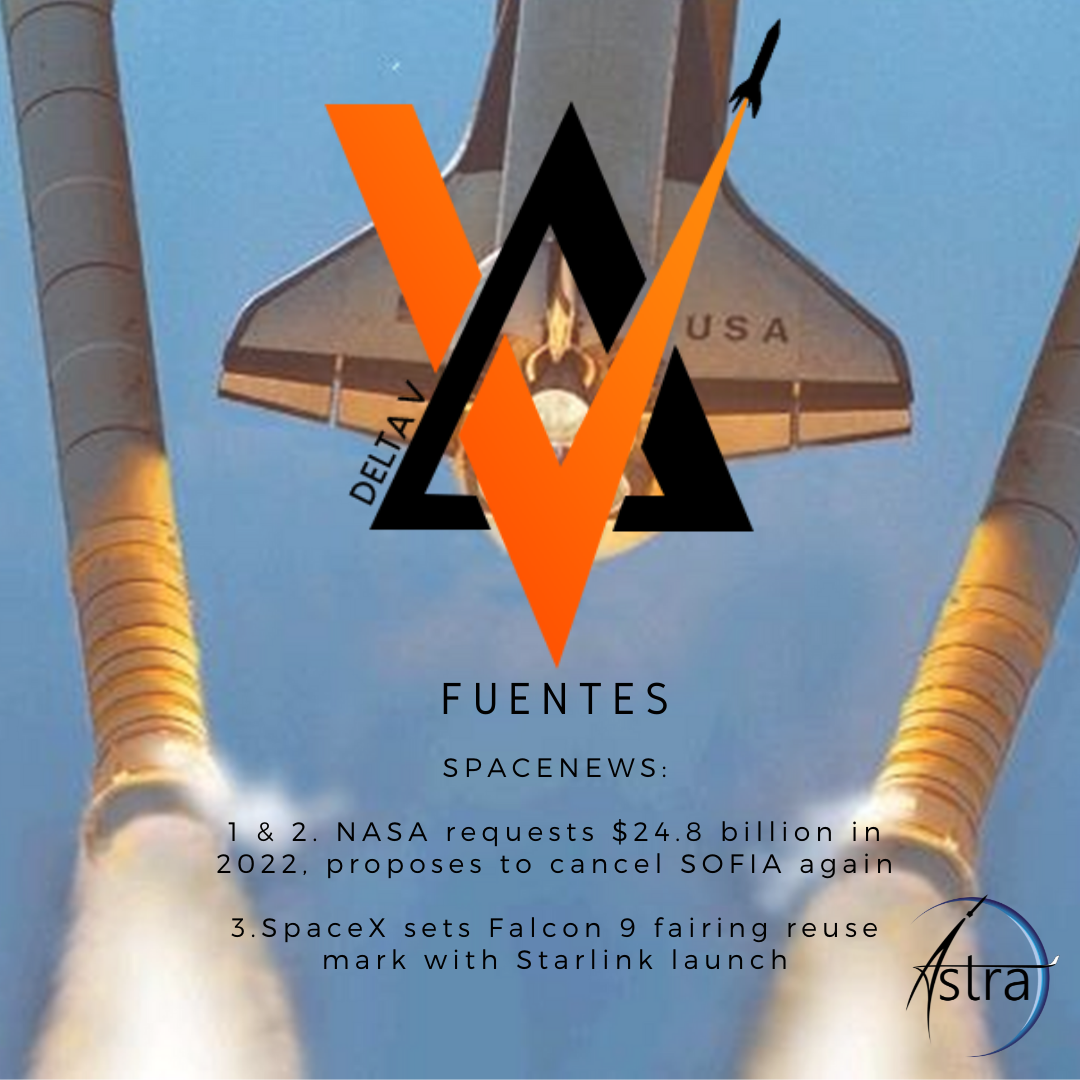 USA
DELTA V
FUENTES
SPACENEWS:
1 & 2. NASA requests $24.8 billion in
2022, proposes to cancel SOFIA again
3.SpaceX sets Falcon 9 fairing reuse
mark with Starlink launch
Astra